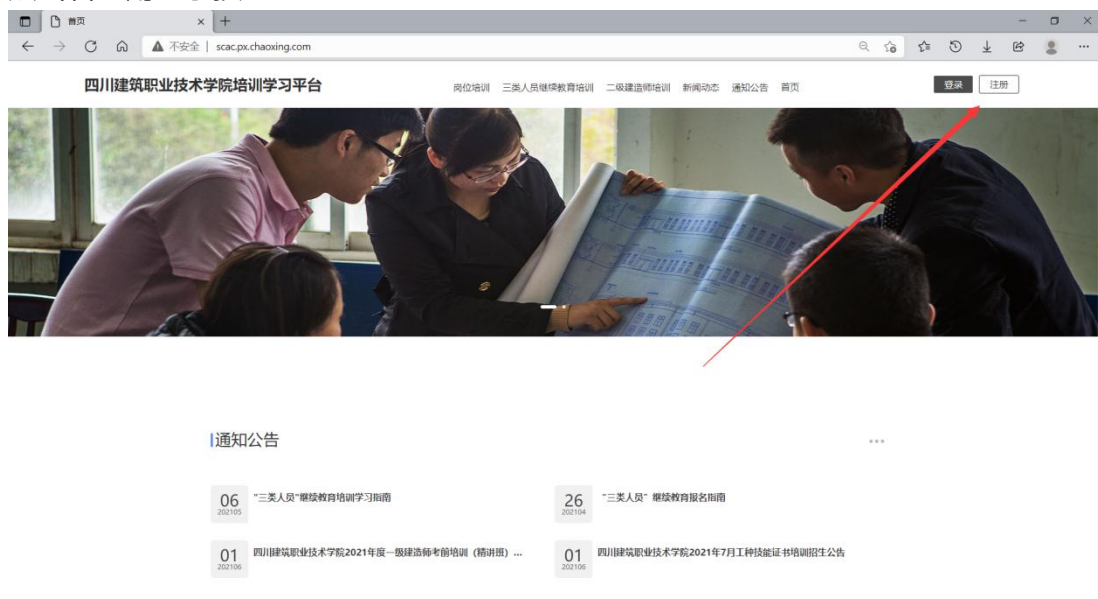 首页
不安全 | scac.px.chaoxing.com
四川建筑职业技术学院培训学习平台
岗位培训 三类人员继续教育培训 二级建造师培训 新闻动态 通知公告 首页
登录 注册
通知公告
06
202105
"三类人员"继续教育培训学习指南
26
202104
"三类人员"继续教育报名指南
01
202106
四川建筑职业技术学院2021年度一级建造师考前培训（精讲班）...
01
202106
四川建筑职业技术学院2021年7月工种技能证书培训招生公告